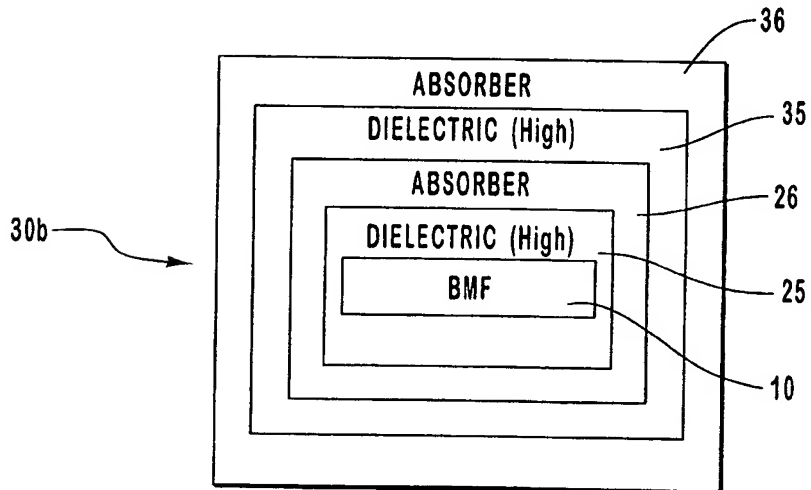 36
ABSORBER
35
DIELECTRIC (High)
ABSORBER
26
30b
DIELECTRIC (High)
25
BMF
10